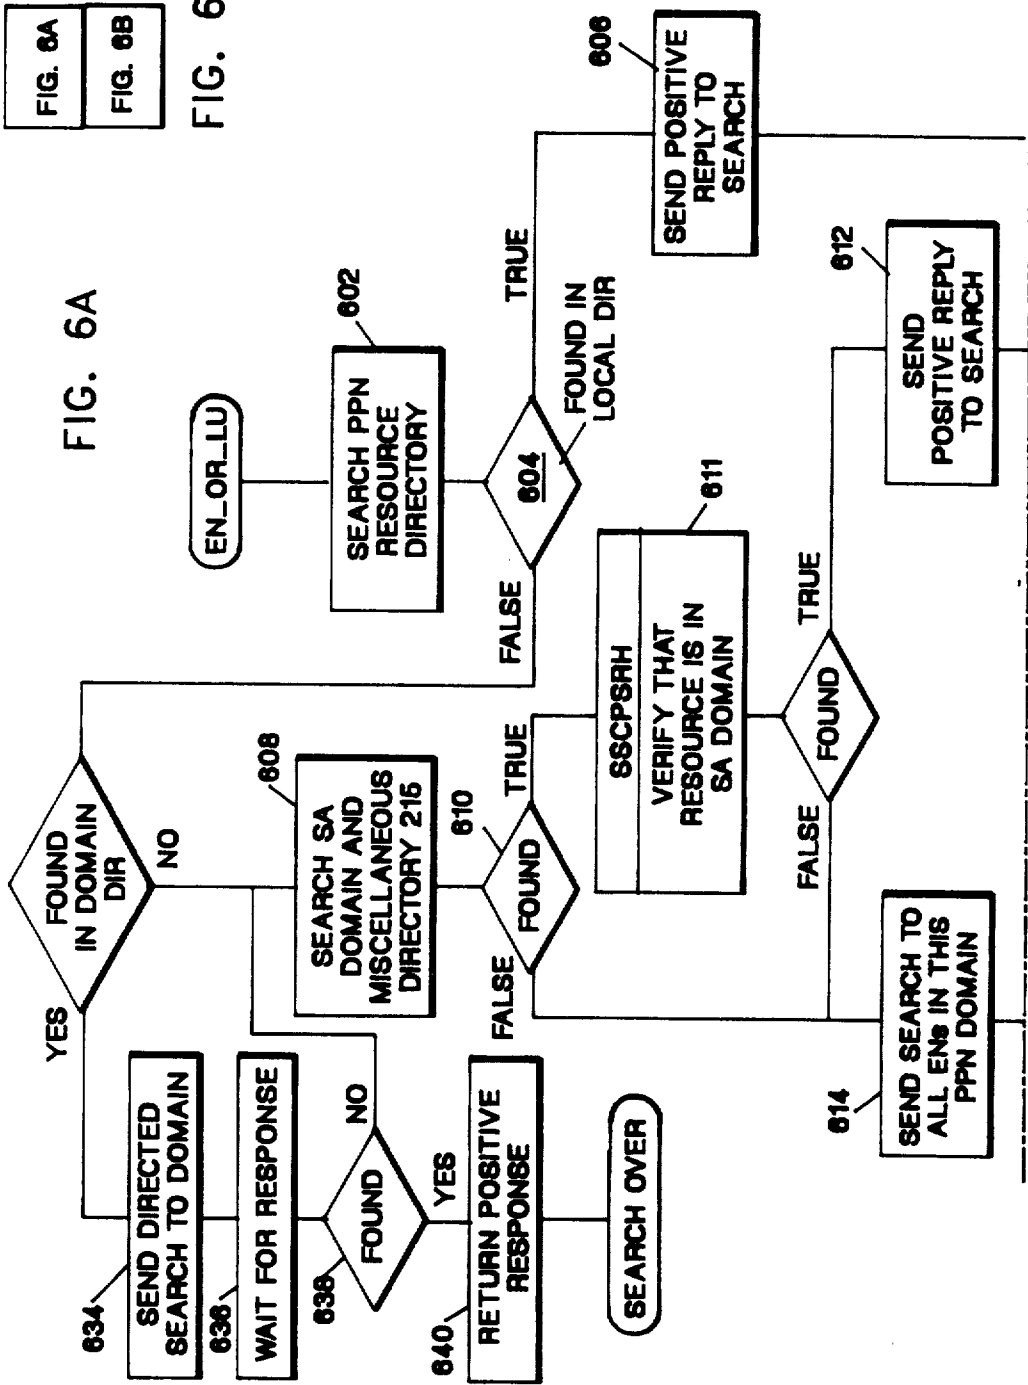 FIG. 6A
FIG. 6B
FIG. 6
FIG. 6A
EN_OR_LU
602
SEARCH PPN
RESOURCE
DIRECTORY
604
FOUND IN
LOCAL DIR
TRUE
FALSE
606
SEND POSITIVE
REPLY TO
SEARCH
FOUND
IN DOMAIN
DIR
YES
NO
608
SEARCH SA
DOMAIN AND
MISCELLANEOUS
DIRECTORY 215
610
FOUND
TRUE
FALSE
611
SSCPSRH
VERIFY THAT
RESOURCE IS IN
SA DOMAIN
FOUND
TRUE
FALSE
612
SEND
POSITIVE REPLY
TO SEARCH
614
SEND SEARCH TO
ALL ENs IN THIS
PPN DOMAIN
634
SEND DIRECTED
SEARCH TO DOMAIN
636
WAIT FOR RESPONSE
638
FOUND
NO
YES
640
RETURN POSITIVE
RESPONSE
SEARCH OVER